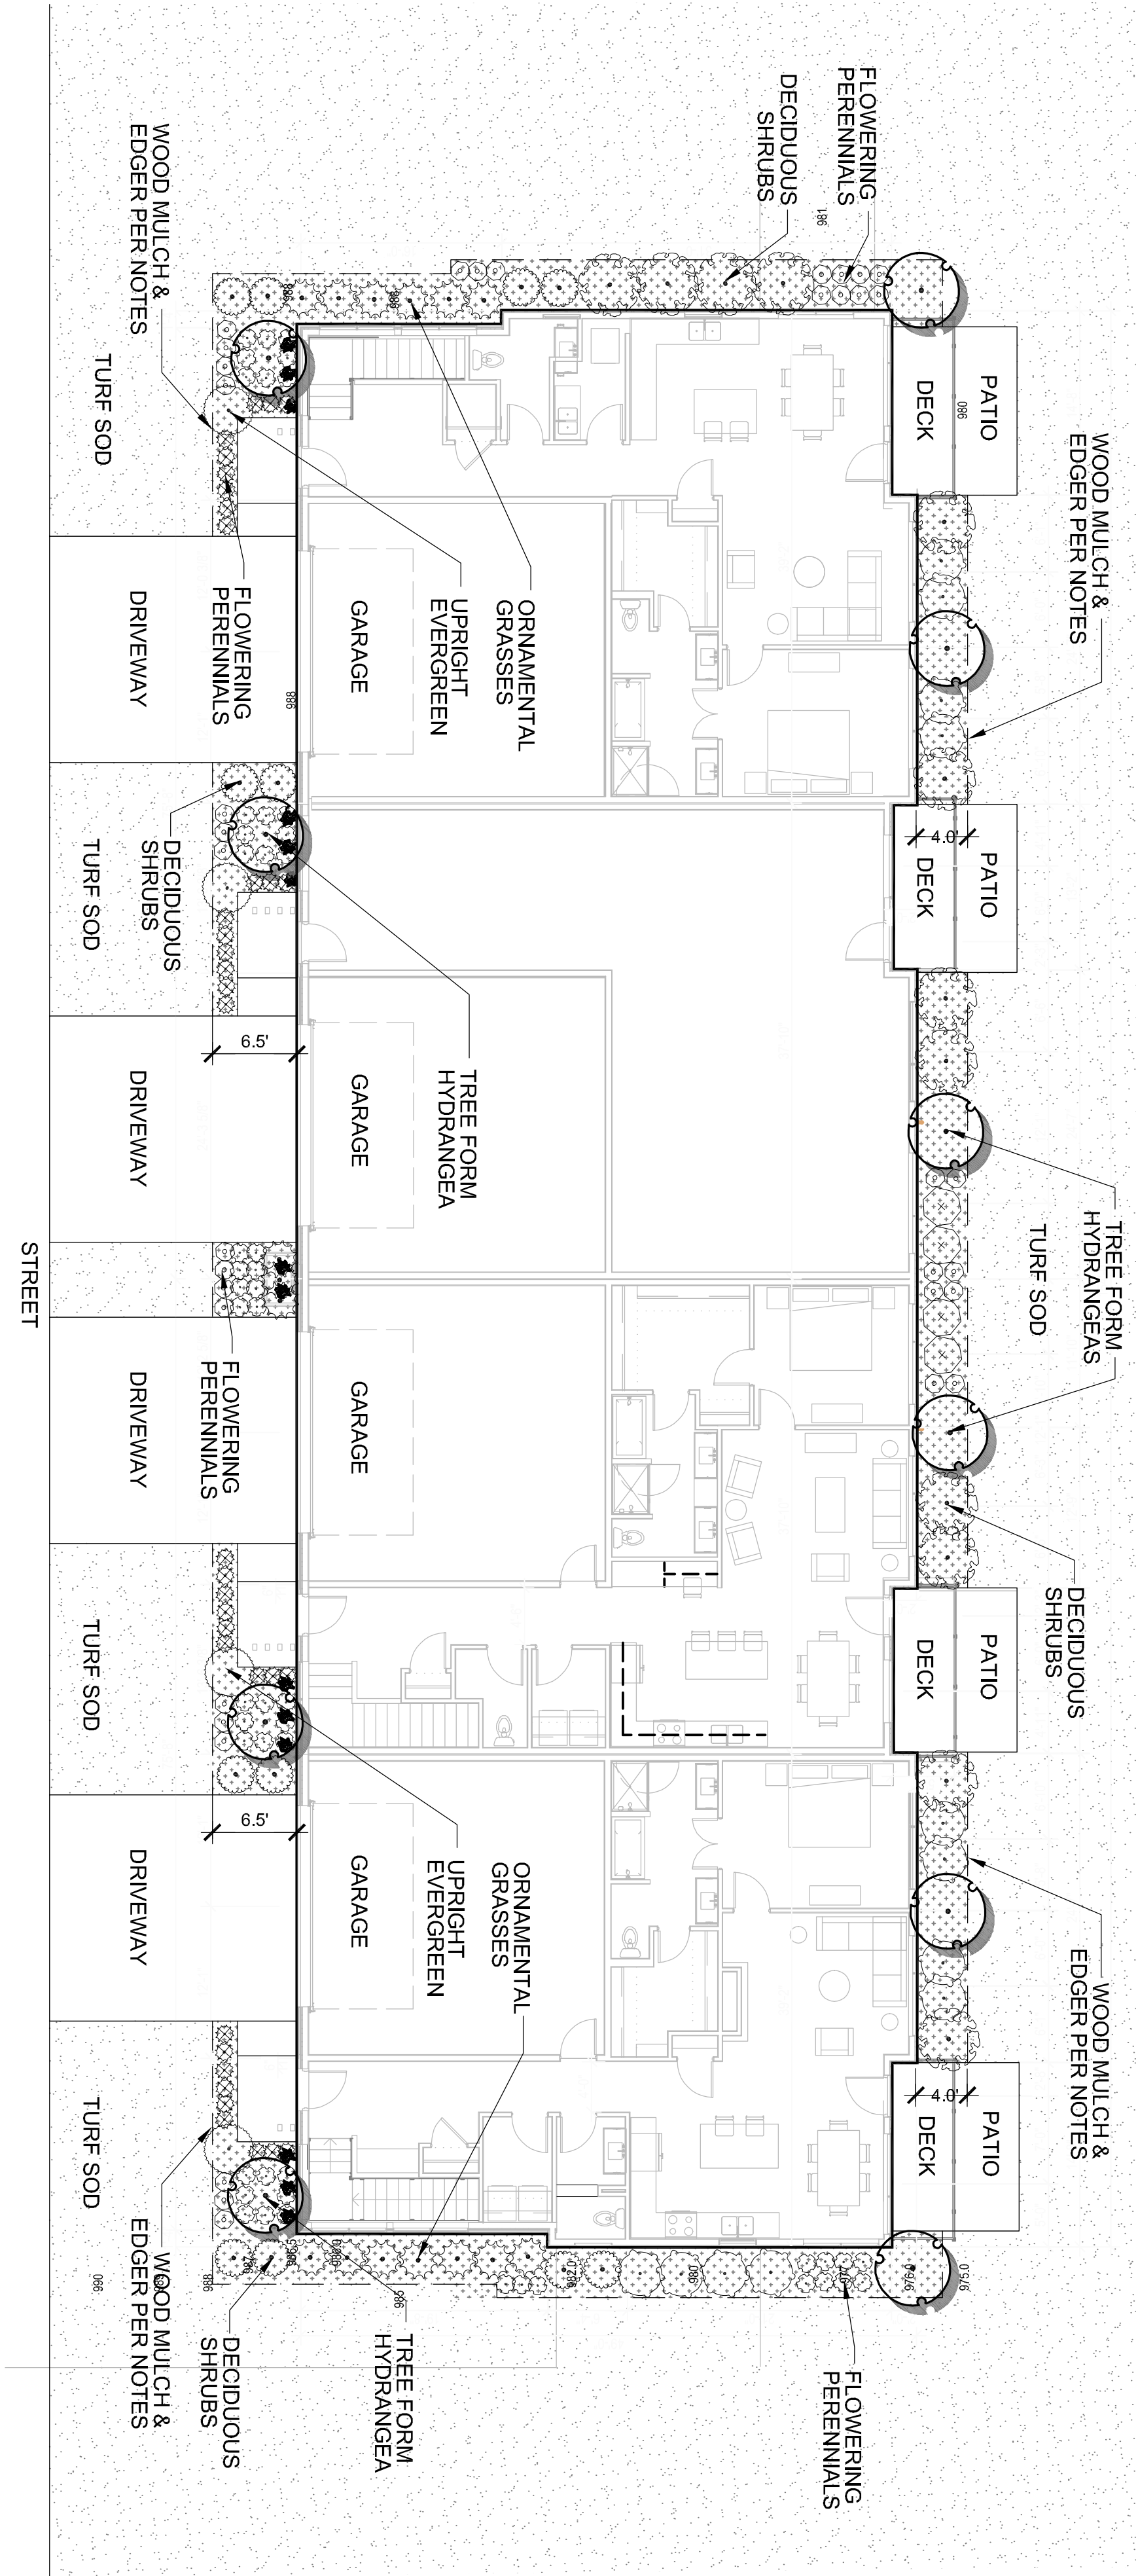 WOOD MULCH &
EDGER PER NOTES
TREE FORM
HYDRANGEAS
DECIDUOUS
SHRUBS
WOOD MULCH &
EDGER PER NOTES
TURF SOD
PATIO
PATIO
PATIO
PATIO
980
4.0'
4.0'
DECK
DECK
DECK
DECK
FLOWERING
PERENNIALS
981
DECIDUOUS
SHRUBS
FLOWERING
PERENNIALS
ORNAMENTAL
GRASSES
UPRIGHT
EVERGREEN
TREE FORM
HYDRANGEA
ORNAMENTAL
GRASSES
UPRIGHT
EVERGREEN
TREE FORM
HYDRANGEA
GARAGE
GARAGE
GARAGE
GARAGE
6.5'
6.5'
FLOWERING
PERENNIALS
DECIDUOUS
SHRUBS
FLOWERING
PERENNIALS
DECIDUOUS
SHRUBS
WOOD MULCH &
EDGER PER NOTES
WOOD MULCH &
EDGER PER NOTES
DRIVEWAY
DRIVEWAY
DRIVEWAY
DRIVEWAY
TURF SOD
TURF SOD
TURF SOD
TURF SOD
990
STREET